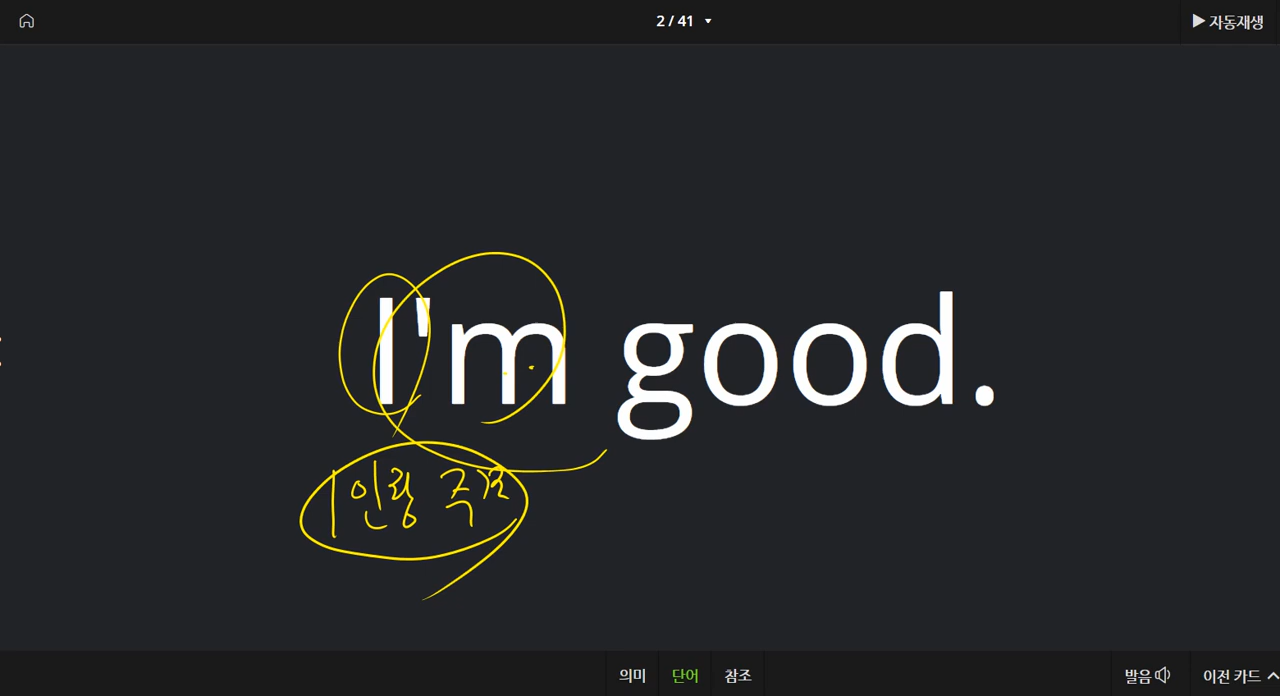 2 / 41
자동재생
I'm good.
1인칭 주격
의미 단어 참조
발음 이전 카드